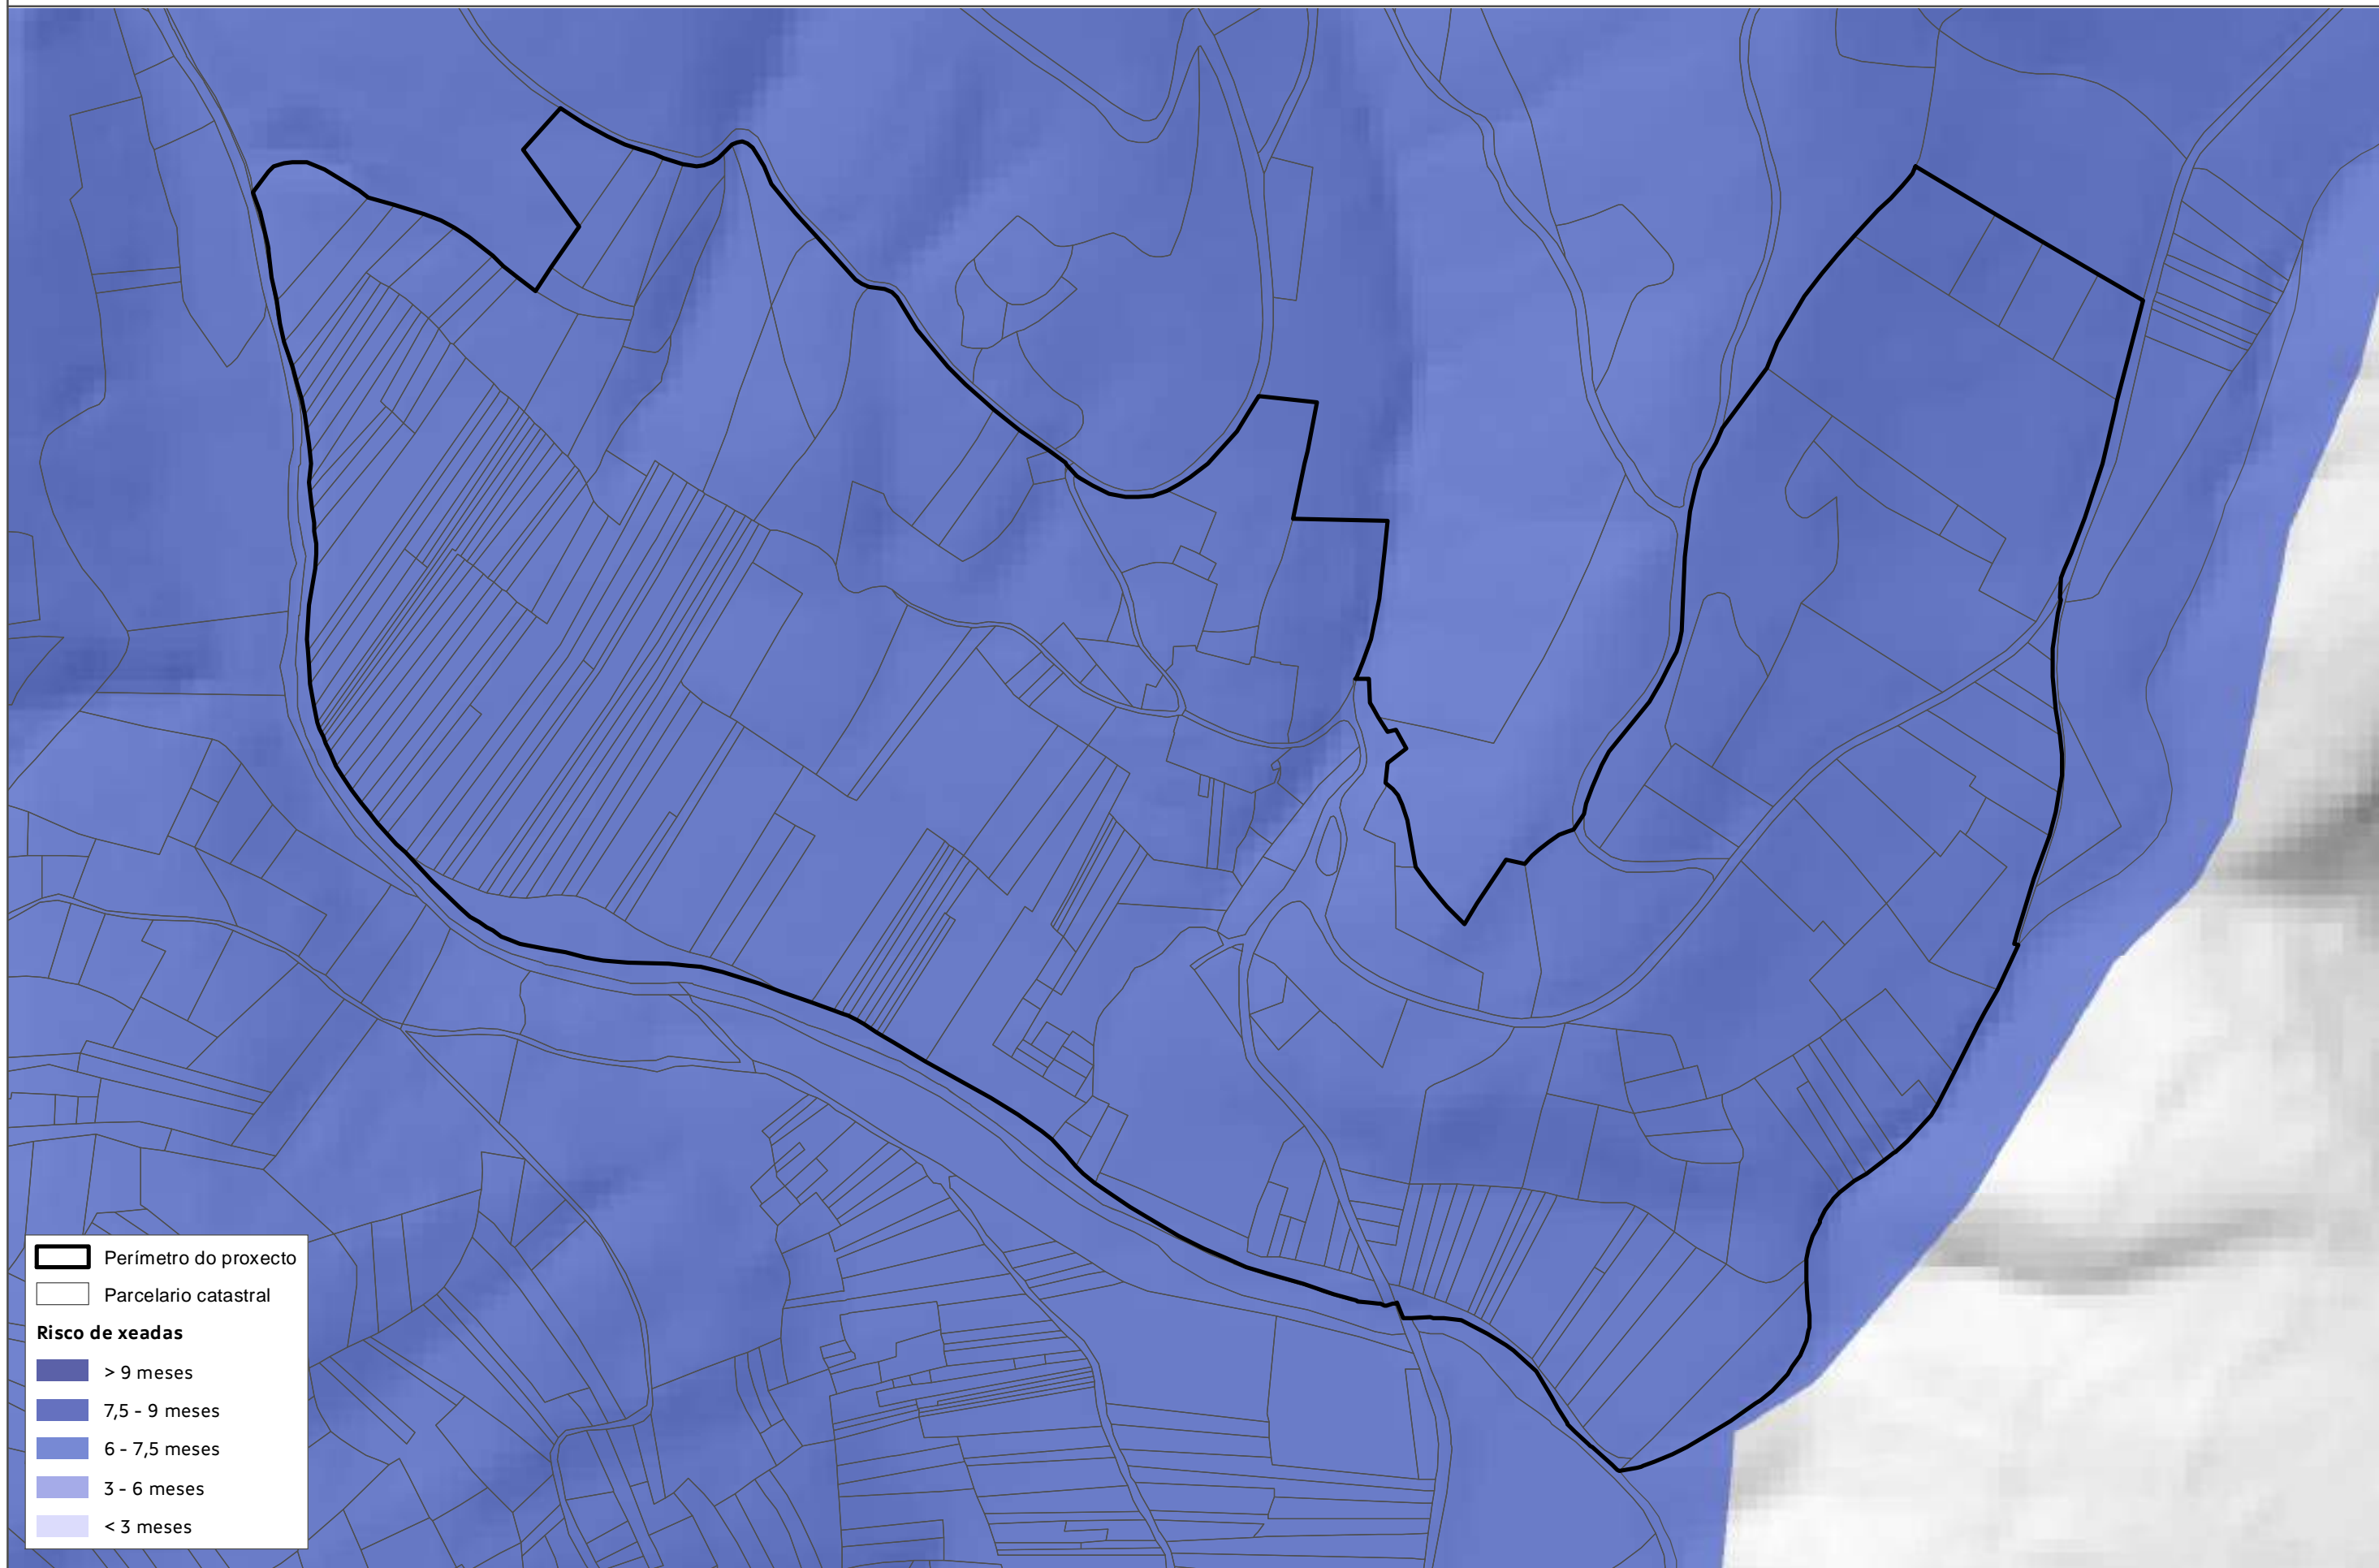 Perímetro do proxecto
Parcelario catastral
Risco de xeadas
> 9 meses
7,5 - 9 meses
6 - 7,5 meses
3 - 6 meses
< 3 meses